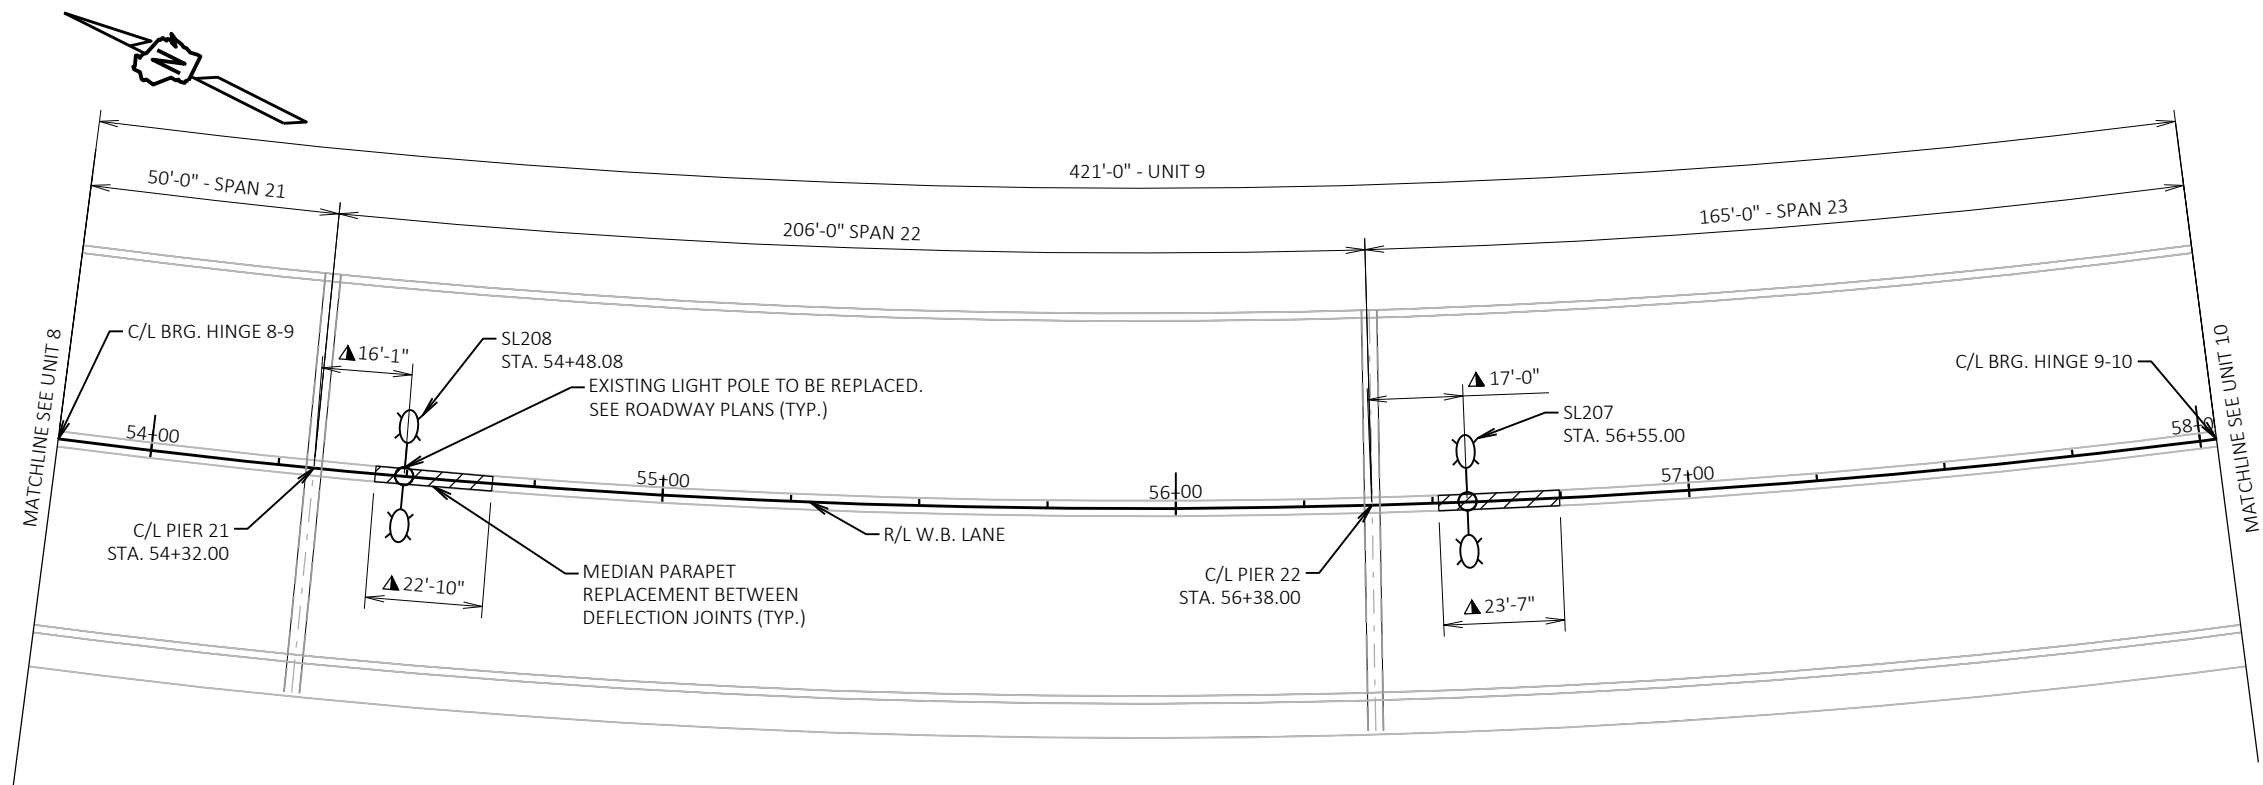 N
421'-0" - UNIT 9
50'-0" - SPAN 21
206'-0" SPAN 22
165'-0" - SPAN 23
MATCHLINE SEE UNIT 8
C/L BRG. HINGE 8-9
16'-1"
SL208
STA. 54+48.08
EXISTING LIGHT POLE TO BE REPLACED.
SEE ROADWAY PLANS (TYP.)
17'-0"
SL207
STA. 56+55.00
C/L BRG. HINGE 9-10
MATCHLINE SEE UNIT 10
54+00
55+00
56+00
57+00
58+0
C/L PIER 21
STA. 54+32.00
22'-10"
MEDIAN PARAPET
REPLACEMENT BETWEEN
DEFLECTION JOINTS (TYP.)
R/L W.B. LANE
C/L PIER 22
STA. 56+38.00
23'-7"